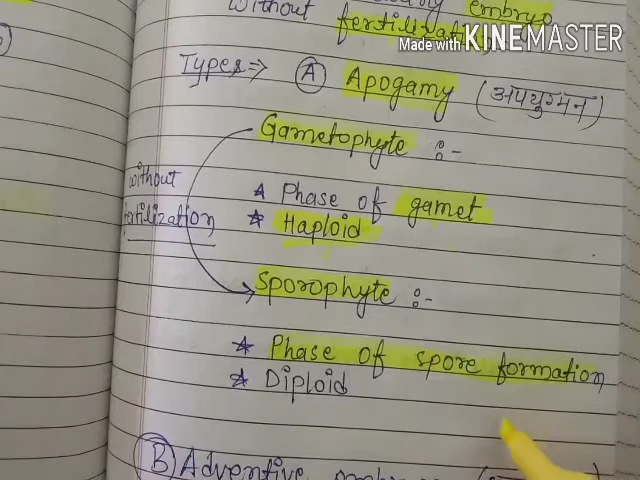 embryo
without fertilization
Made with KINEMASTER
Types :→ (A) Apogamy (अपयुग्मन)
Gametophyte :-
without fertilization
★ Phase of gamet
★ Haploid
Sporophyte :-
★ Phase of spore formation
★ Diploid
(B) Adventive